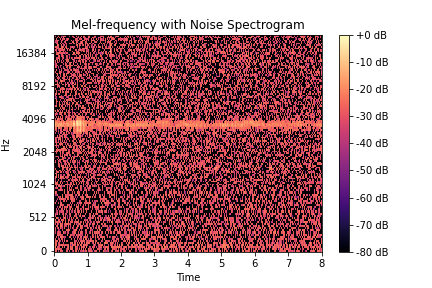 Mel-frequency with Noise Spectrogram
16384
8192
4096
2048
1024
512
0
Hz
0 1 2 3 4 5 6 7 8
Time
+0 dB
-10 dB
-20 dB
-30 dB
-40 dB
-50 dB
-60 dB
-70 dB
-80 dB